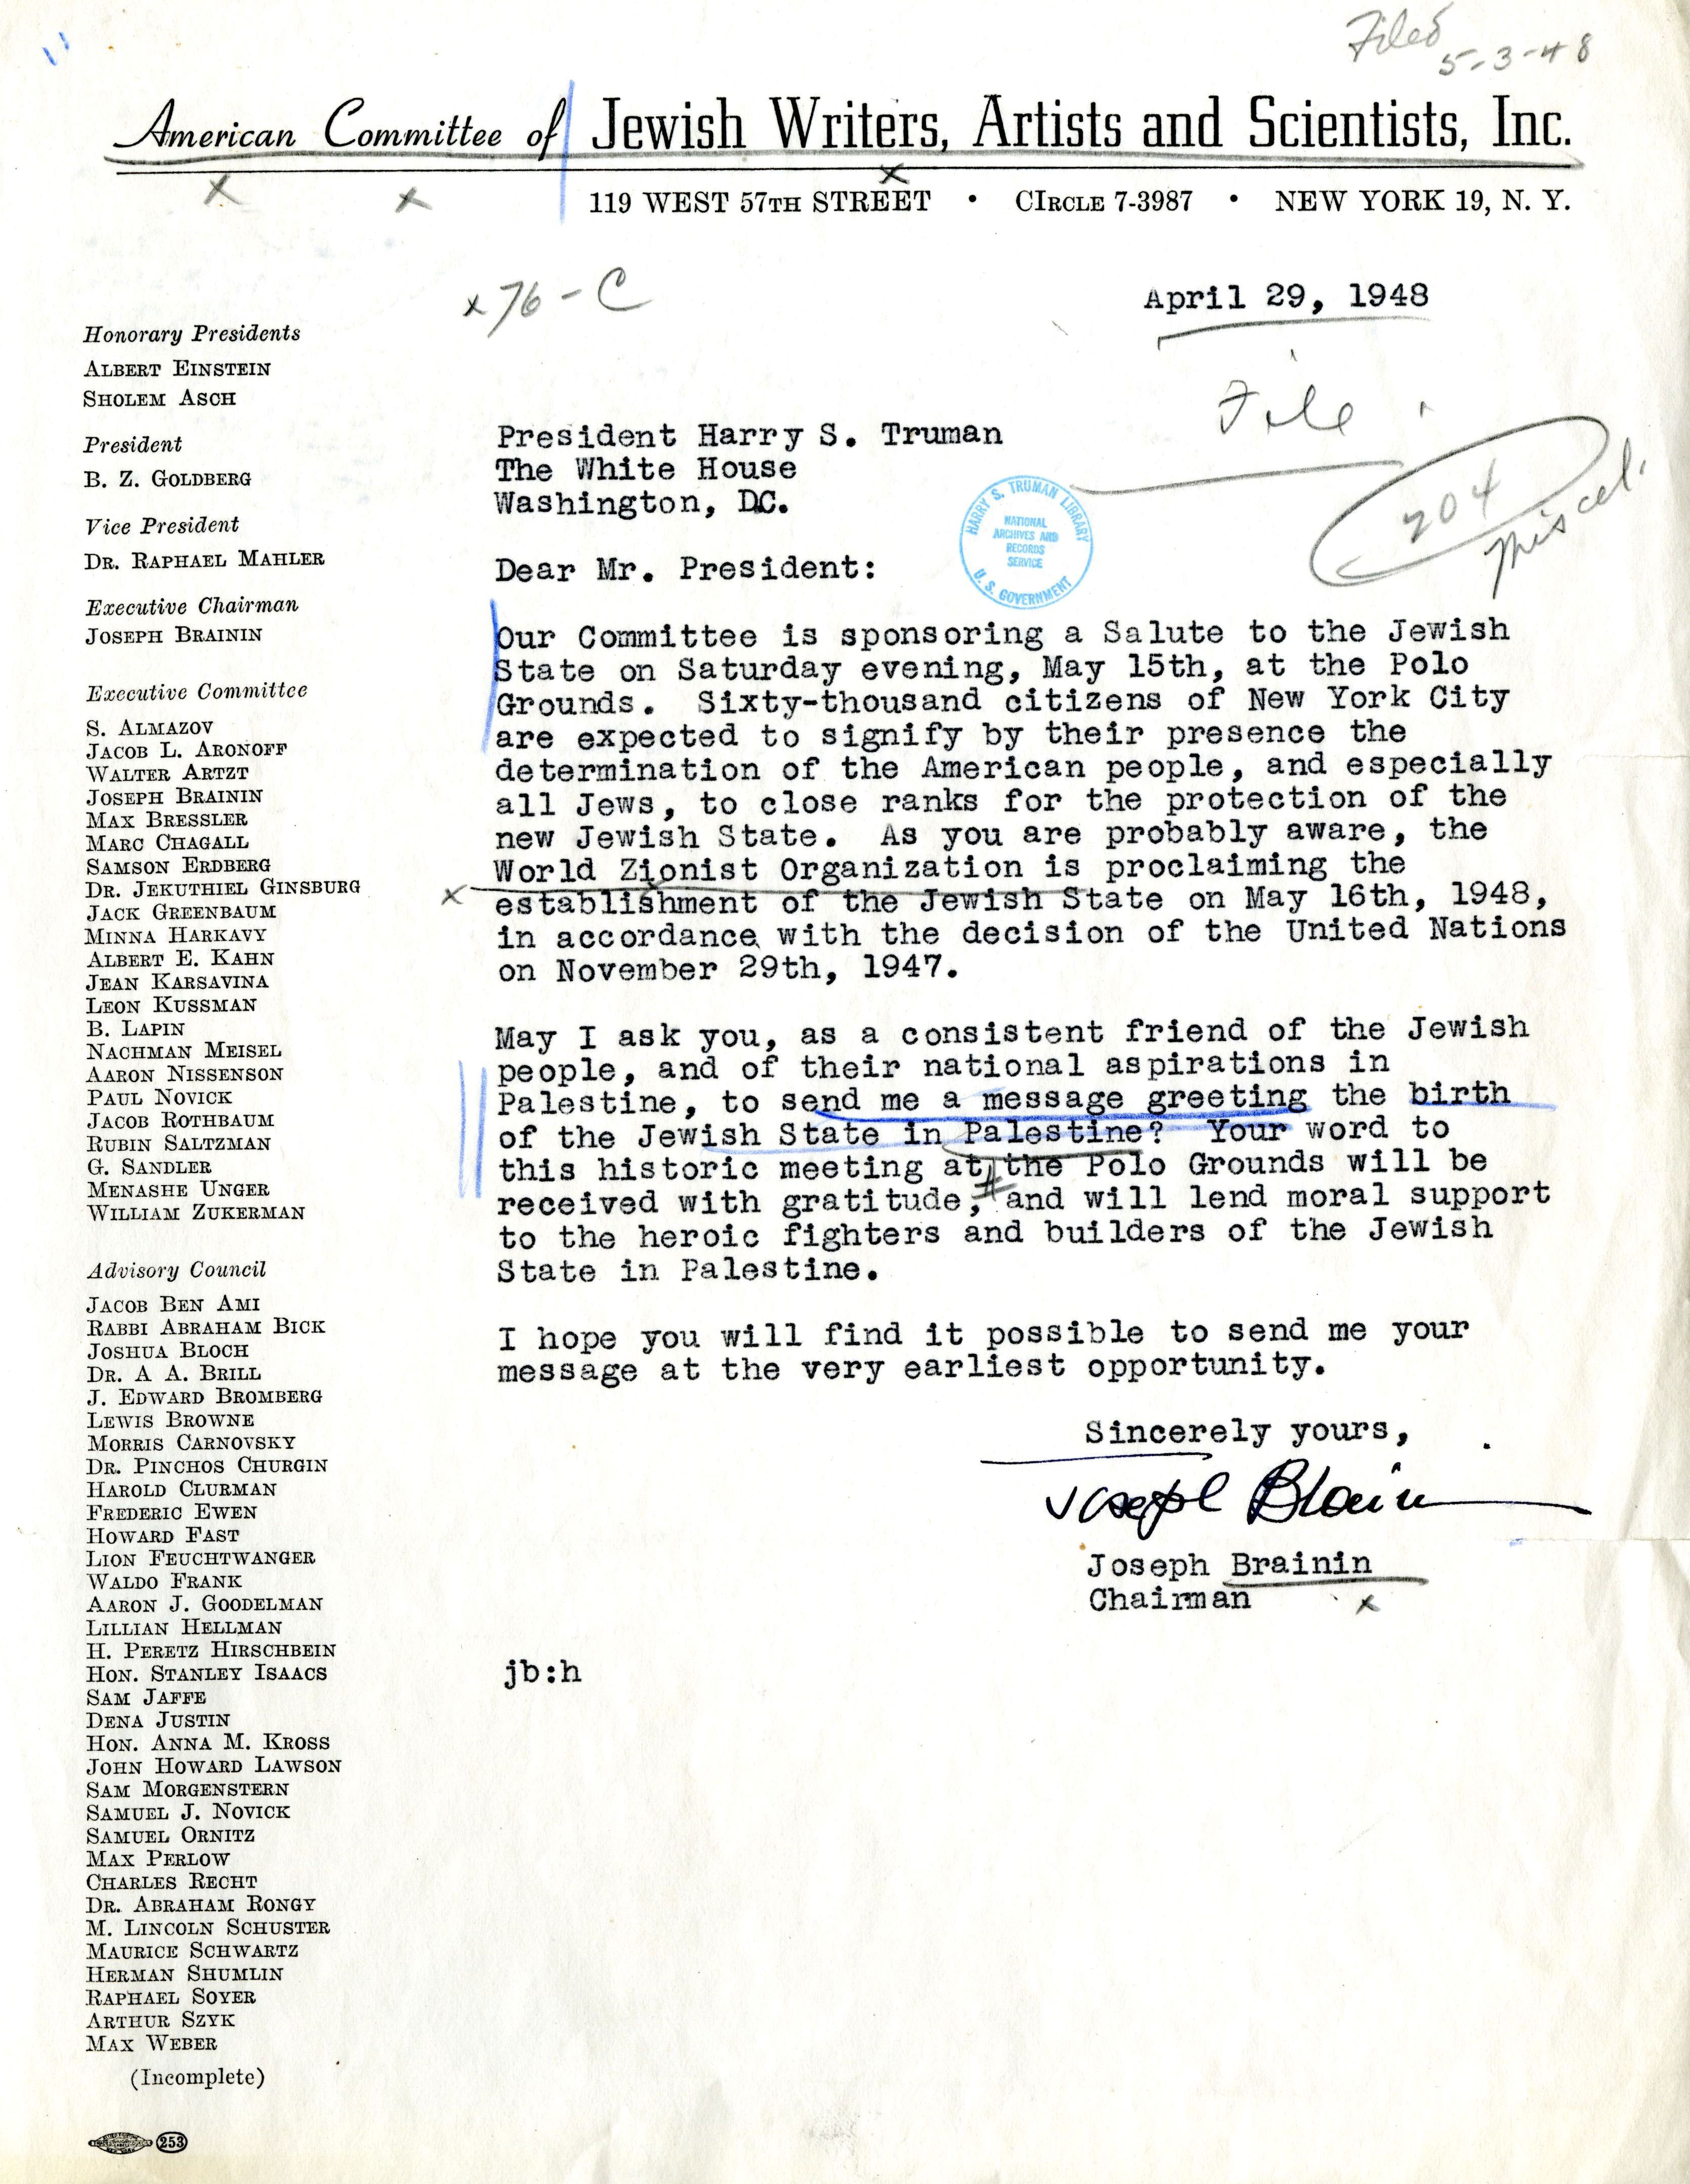 Filed
5-3-48
American Committee of Jewish Writers, Artists and Scientists, Inc.
119 WEST 57TH STREET • CIRCLE 7-3987 • NEW YORK 19, N. Y.
x76-C
April 29, 1948
File
204
Miscel.
Honorary Presidents
ALBERT EINSTEIN
SHOLEM ASCH
President
B. Z. GOLDBERG
Vice President
DR. RAPHAEL MAHLER
Executive Chairman
JOSEPH BRAININ
Executive Committee
S. ALMAZOV
JACOB L. ARONOFF
WALTER ARTZT
JOSEPH BRAININ
MAX BRESSLER
MARC CHAGALL
SAMSON ERDBERG
DR. JEKUTHIEL GINSBURG
JACK GREENBAUM
MINNA HARKAVY
ALBERT E. KAHN
JEAN KARSAVINA
LEON KUSSMAN
B. LAPIN
NACHMAN MEISEL
AARON NISSENSON
PAUL NOVICK
JACOB ROTHBAUM
RUBIN SALTZMAN
G. SANDLER
MENASHE UNGER
WILLIAM ZUKERMAN
Advisory Council
JACOB BEN AMI
RABBI ABRAHAM BICK
JOSHUA BLOCH
DR. A A. BRILL
J. EDWARD BROMBERG
LEWIS BROWNE
MORRIS CARNOVSKY
DR. PINCHOS CHURGIN
HAROLD CLURMAN
FREDERIC EWEN
HOWARD FAST
LION FEUCHTWANGER
WALDO FRANK
AARON J. GOODELMAN
LILLIAN HELLMAN
H. PERETZ HIRSCHBEIN
HON. STANLEY ISAACS
SAM JAFFE
DENA JUSTIN
HON. ANNA M. KROSS
JOHN HOWARD LAWSON
SAM MORGENSTERN
SAMUEL J. NOVICK
SAMUEL ORNITZ
MAX PERLOW
CHARLES RECHT
DR. ABRAHAM RONGY
M. LINCOLN SCHUSTER
MAURICE SCHWARTZ
HERMAN SHUMLIN
RAPHAEL SOYER
ARTHUR SZYK
MAX WEBER
(Incomplete)
253
President Harry S. Truman
The White House
Washington, DC.
HARRY S. TRUMAN LIBRARY
NATIONAL
ARCHIVES AND
RECORDS
SERVICE
U. S. GOVERNMENT
Dear Mr. President:
Our Committee is sponsoring a Salute to the Jewish
State on Saturday evening, May 15th, at the Polo
Grounds. Sixty-thousand citizens of New York City
are expected to signify by their presence the
determination of the American people, and especially
all Jews, to close ranks for the protection of the
new Jewish State. As you are probably aware, the
World Zionist Organization is proclaiming the
establishment of the Jewish State on May 16th, 1948,
in accordance with the decision of the United Nations
on November 29th, 1947.
May I ask you, as a consistent friend of the Jewish
people, and of their national aspirations in
Palestine, to send me a message greeting the birth
of the Jewish State in Palestine? Your word to
this historic meeting at the Polo Grounds will be
received with gratitude, and will lend moral support
to the heroic fighters and builders of the Jewish
State in Palestine.
I hope you will find it possible to send me your
message at the very earliest opportunity.
Sincerely yours,
Joseph Brainin
Joseph Brainin
Chairman
jb:h